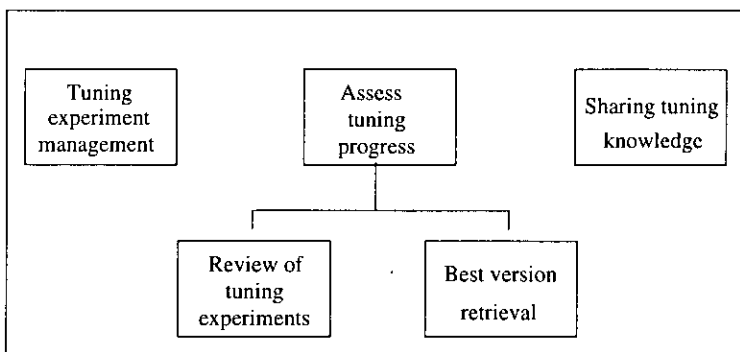 Tuning
experiment
management
Assess
tuning
progress
Sharing tuning
knowledge
Review of
tuning
experiments
Best version
retrieval